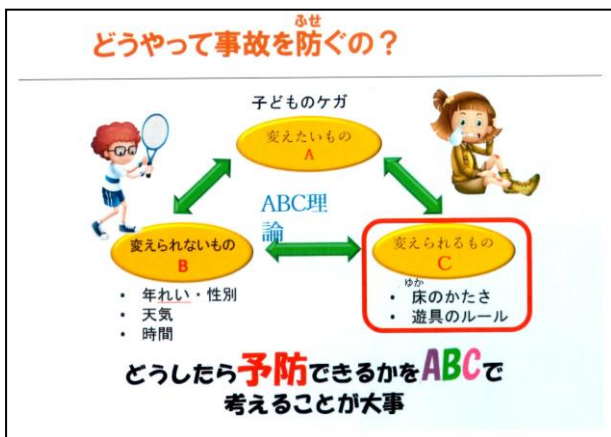 どうやって事故を防ぐの？
ふせ
子どものケガ
変えたいもの
A
ABC理
論
変えられないもの
B
変えられるもの
C
• 年れい・性別
• 天気
• 時間
ゆか
• 床のかたさ
• 遊具のルール
どうしたら予防できるかをABCで
考えることが大事